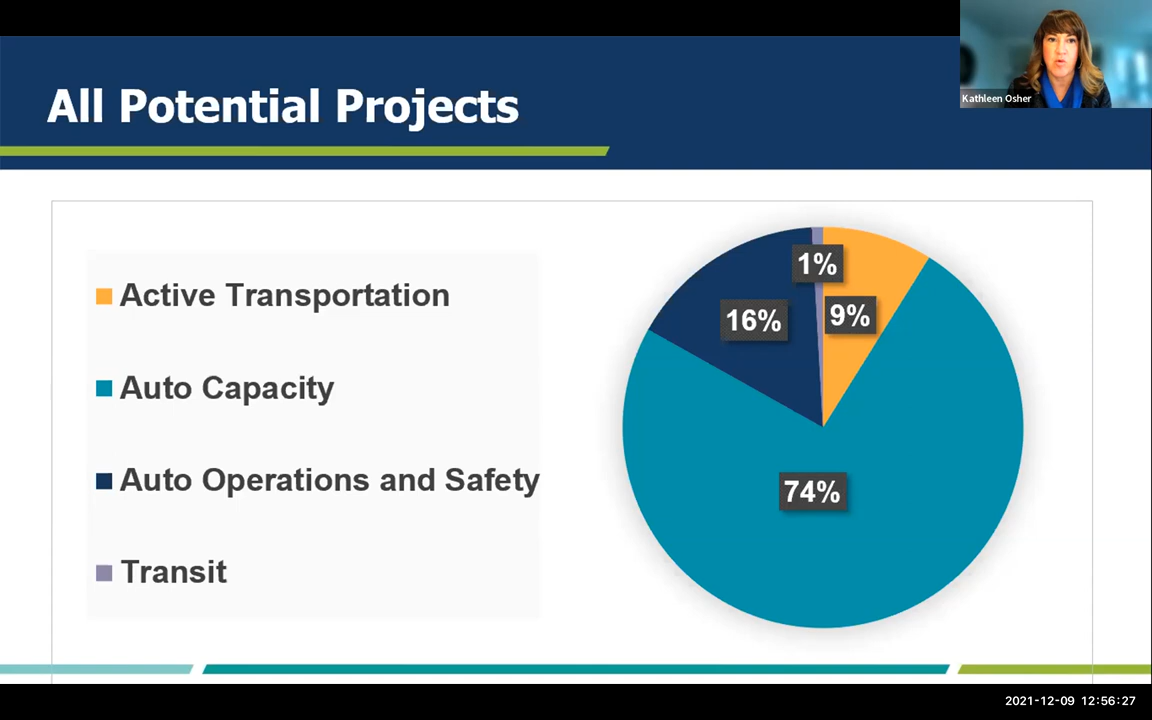 All Potential Projects
Kathleen Osher
Active Transportation
Auto Capacity
Auto Operations and Safety
Transit
1%
9%
16%
74%
2021-12-09 12:56:27